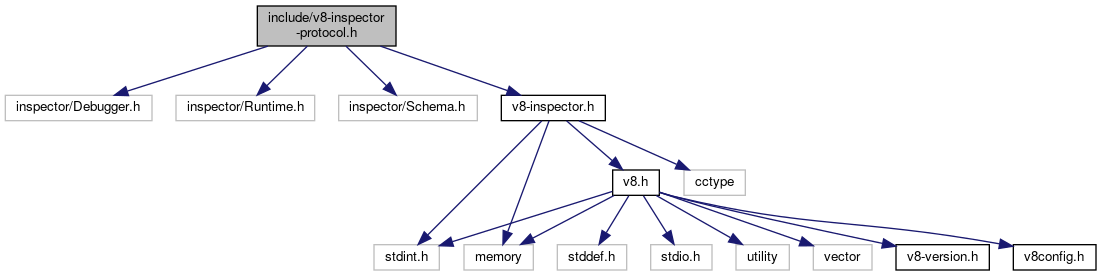 include/v8-inspector
-protocol.h
inspector/Debugger.h
inspector/Runtime.h
inspector/Schema.h
v8-inspector.h
v8.h
cctype
stdint.h
memory
stddef.h
stdio.h
utility
vector
v8-version.h
v8config.h